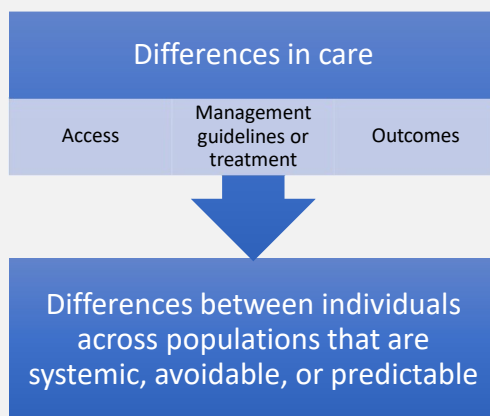 Differences in care
Access
Management
guidelines or
treatment
Outcomes
Differences between individuals
across populations that are
systemic, avoidable, or predictable